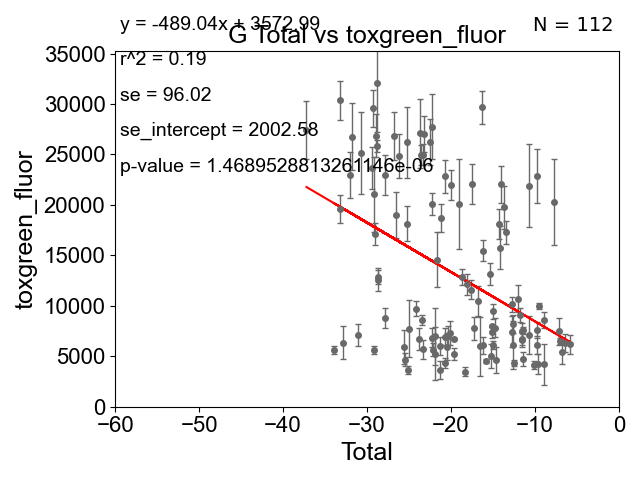 y = -489.04x + 3572.99
N = 112
G Total vs toxgreen_fluor
r^2 = 0.19
se = 96.02
se_intercept = 2002.58
p-value = 1.4689528813261146e-06
35000
30000
25000
20000
15000
10000
5000
0
toxgreen_fluor
−60 −50 −40 −30 −20 −10 0
Total